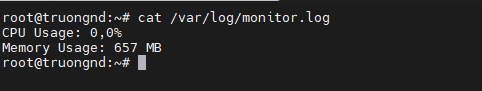 root@truongnd:~# cat /var/log/monitor.log
CPU Usage: 0,0%
Memory Usage: 657 MB
root@truongnd:~#